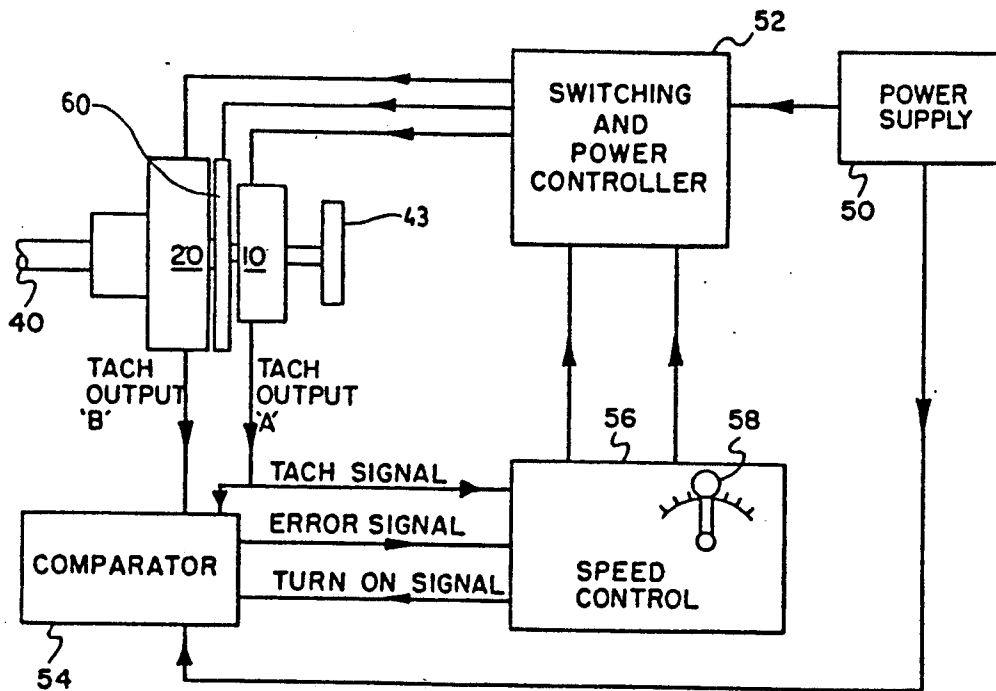 52
60
SWITCHING
AND
POWER
CONTROLLER
POWER
SUPPLY
50
43
20
10
40
TACH
OUTPUT
'B'
TACH
OUTPUT
'A'
56
58
TACH SIGNAL
ERROR SIGNAL
TURN ON SIGNAL
COMPARATOR
SPEED
CONTROL
54